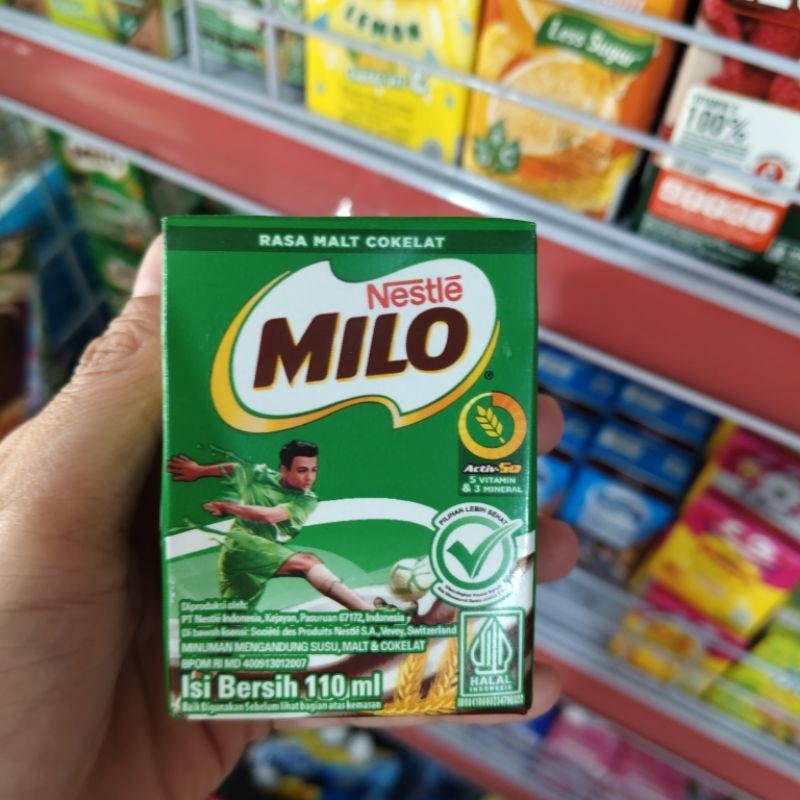 LEMON
Less Sugar
100%
MILO
RASA MALT COKELAT
Nestlé
MILO
®
Activ-Go
5 VITAMIN
& 3 MINERAL
PILIHAN LEBIH SEHAT
Diproduksi oleh:
PT Nestlé Indonesia, Kejayan, Pasuruan 67172, Indonesia
Di bawah lisensi: Société des Produits Nestlé S.A., Vevey, Switzerland
MINUMAN MENGANDUNG SUSU, MALT & COKELAT
BPOM RI MD 400913012007
Isi Bersih 110 ml
Baik Digunakan Sebelum lihat bagian atas kemasan
HALAL
INDONESIA